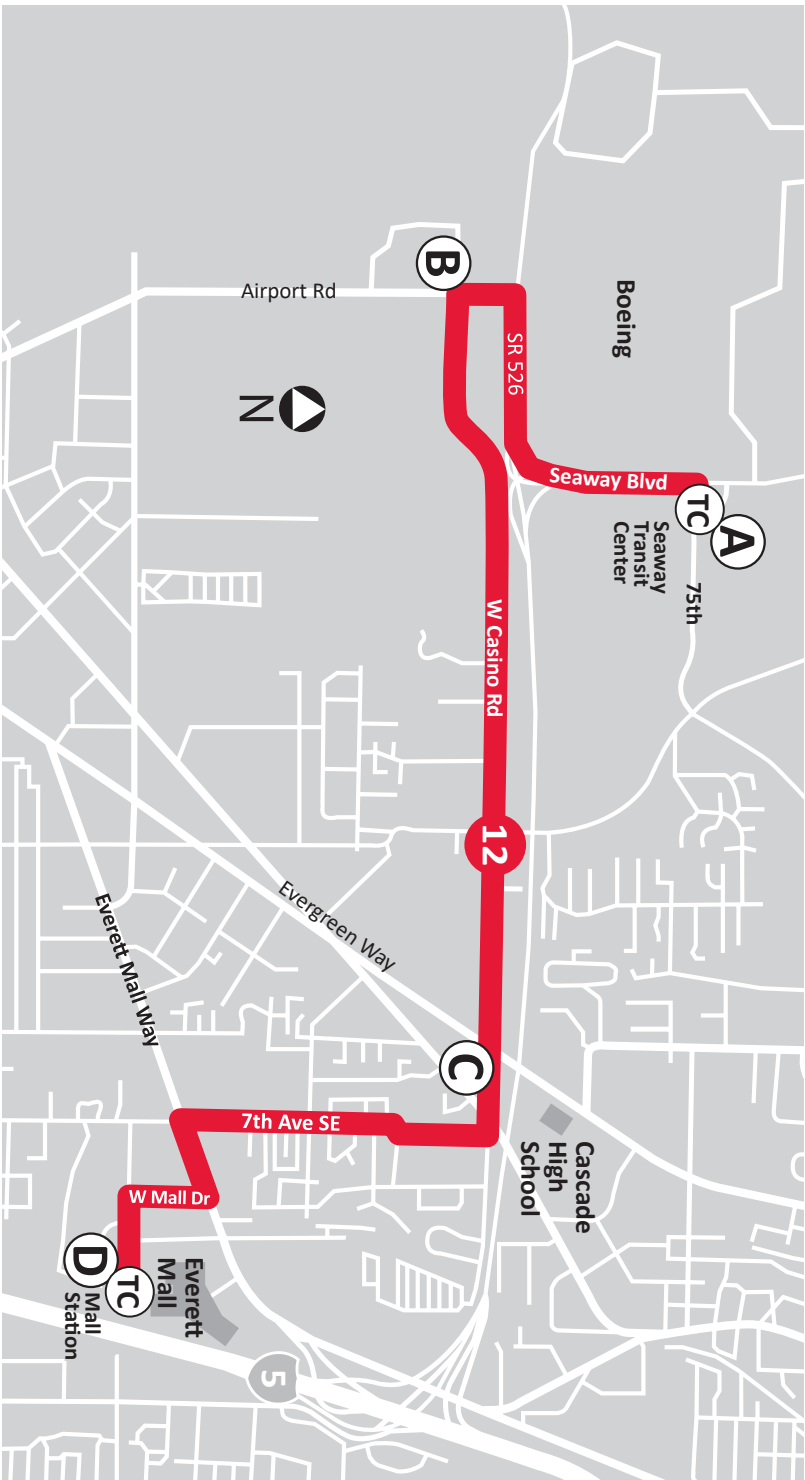 Boeing
B
Airport Rd
SR 526
N
Seaway Blvd
TC
A
Seaway
Transit
Center
75th
W Casino Rd
12
Evergreen Way
Everett Mall Way
C
7th Ave SE
Cascade
High
School
W Mall Dr
D
TC
Mall
Station
Everett
Mall
5